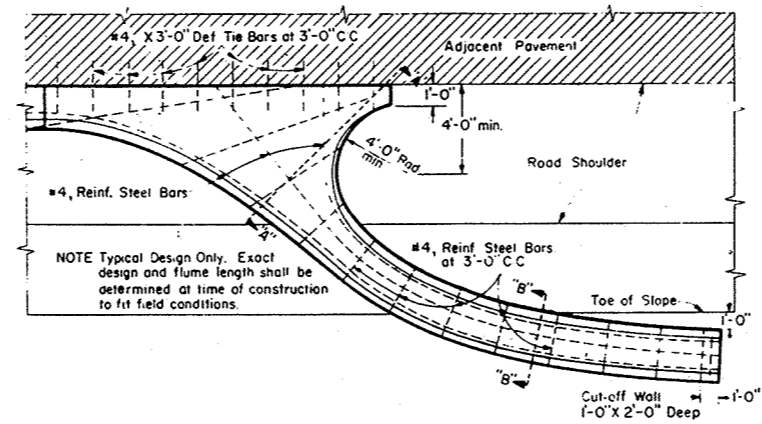 #4, X 3'-0" Def Tie Bars at 3'-0" C C
Adjacent Pavement
"A"
1'-0"
4'-0" min.
4'-0" Rad
min
Road Shoulder
#4, Reinf. Steel Bars
"A"
#4, Reinf Steel Bars
at 3'-0" C C
NOTE Typical Design Only. Exact
design and flume length shall be
determined at time of construction
to fit field conditions.
"B"
Toe of Slope
1'-0"
"B"
Cut-off Wall
1'-0" X 2'-0" Deep
1'-0"